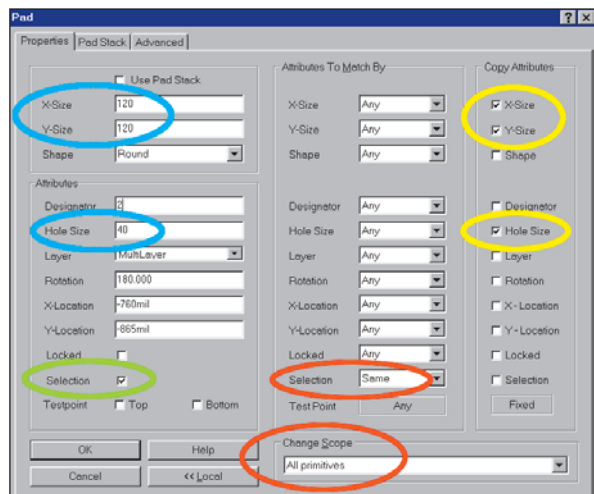 Pad
Properties Pad Stack Advanced
Use Pad Stack
X-Size 120
Y-Size 120
Shape Round
Attributes
Designator 2
Hole Size 40
Layer MultiLayer
Rotation 180.000
X-Location -760mil
Y-Location -865mil
Locked
Selection
Testpoint Top Bottom
OK Help
Cancel << Local
Attributes To Match By
X-Size Any
Y-Size Any
Shape Any
Designator Any
Hole Size Any
Layer Any
Rotation Any
X-Location Any
Y-Location Any
Locked Any
Selection Same
Test Point Any
Change Scope
All primitives
Copy Attributes
X-Size
Y-Size
Shape
Designator
Hole Size
Layer
Rotation
X - Location
Y - Location
Locked
Selection
Fixed